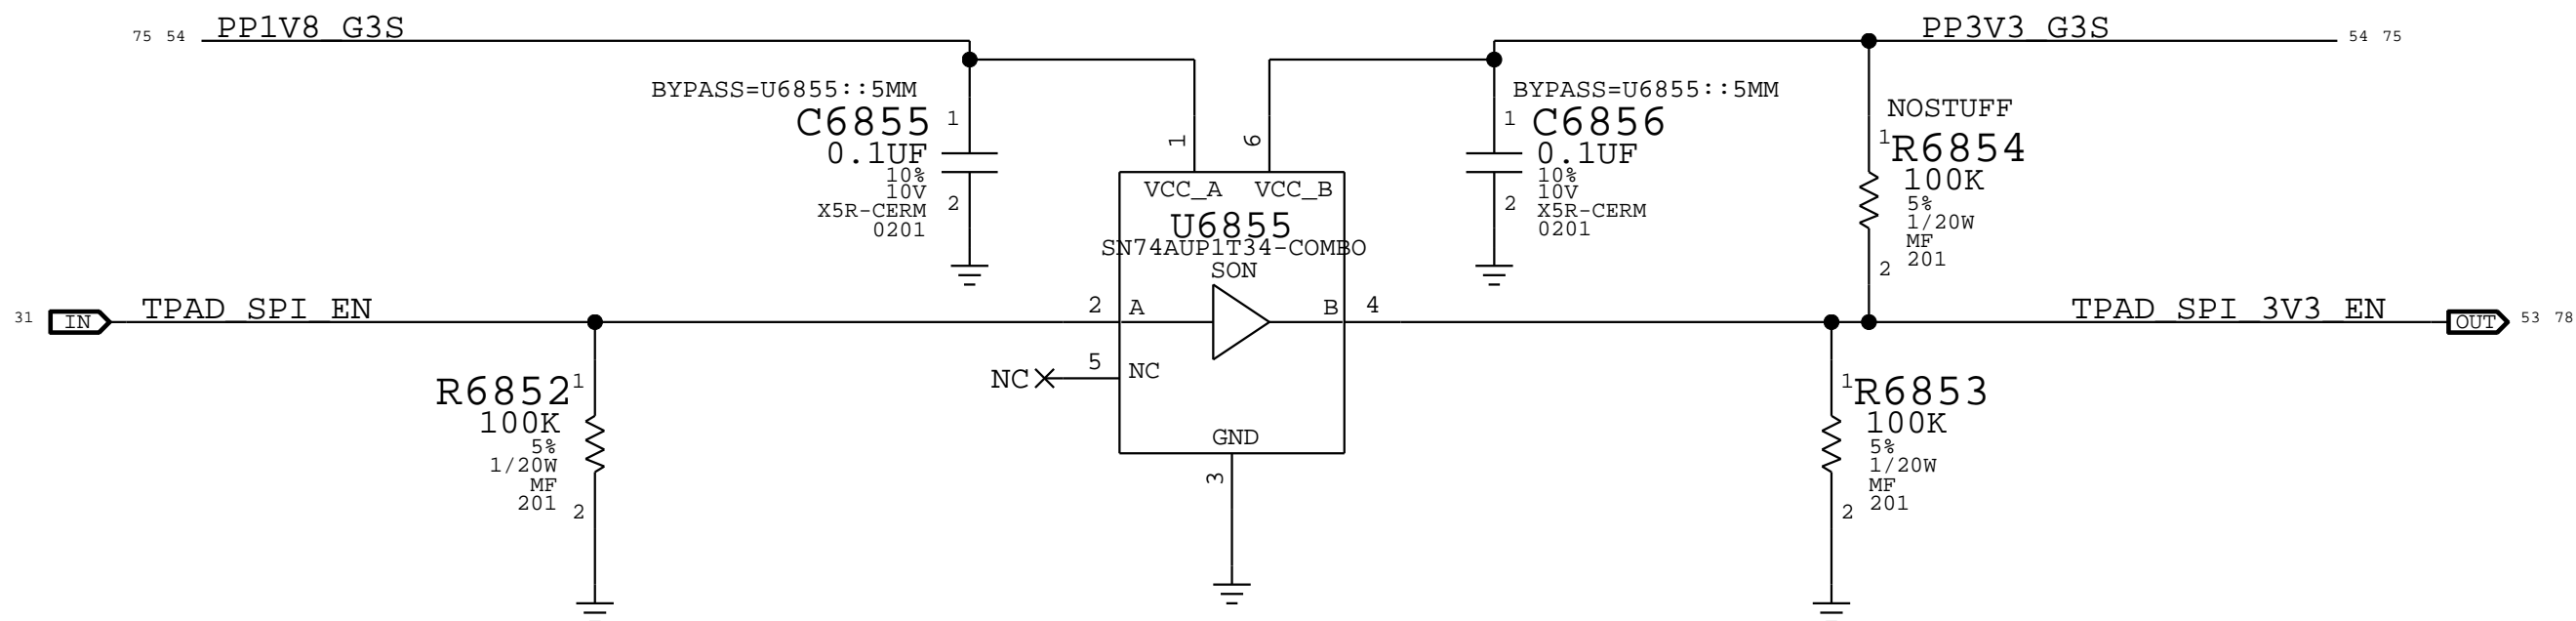 75 54 PP1V8_G3S
PP3V3_G3S 54 75
BYPASS=U6855::5MM
C6855
0.1UF
10%
10V
X5R-CERM
0201
1
2
BYPASS=U6855::5MM
C6856
0.1UF
10%
10V
X5R-CERM
0201
1
2
NOSTUFF
R6854
100K
5%
1/20W
MF
201
1
2
1
6
VCC_A VCC_B
U6855
SN74AUP1T34-COMBO
SON
31 IN TPAD_SPI_EN
2 A
B 4
TPAD_SPI_3V3_EN OUT 53 78
NC 5 NC
GND
3
R6852
100K
5%
1/20W
MF
201
1
2
R6853
100K
5%
1/20W
MF
201
1
2